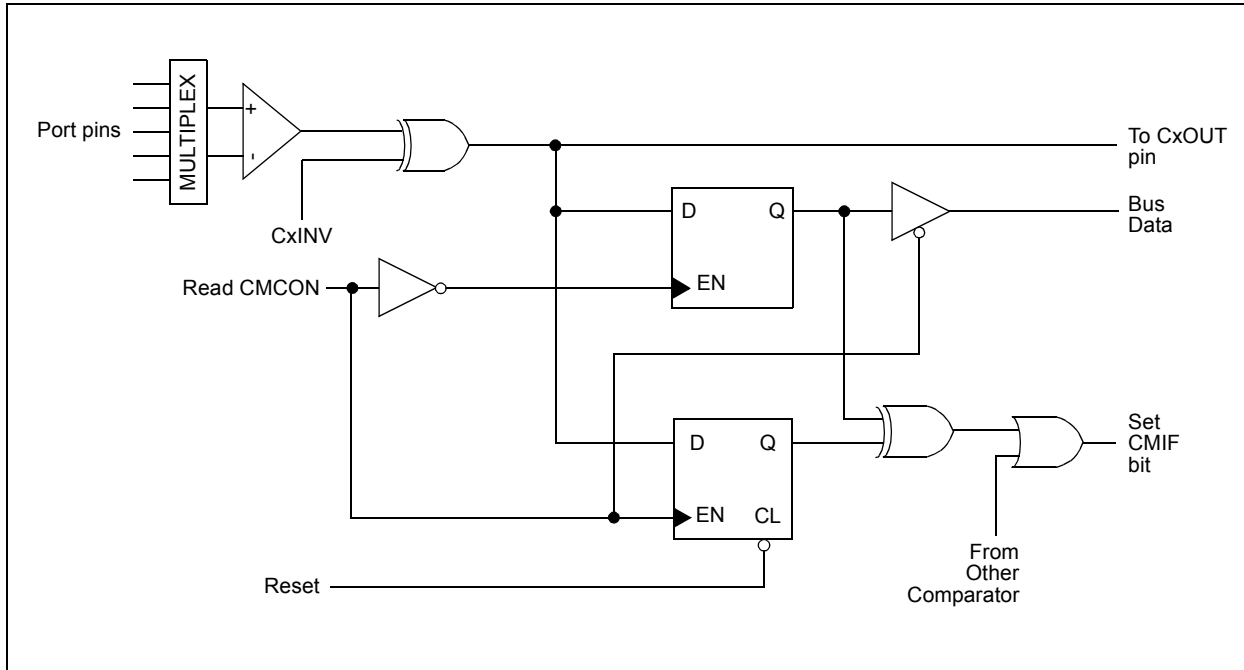 MULTIPLEX
+
-
Port pins
CxINV
To CxOUT
pin
D
Q
EN
Bus
Data
Read CMCON
D
Q
EN
CL
Set
CMIF
bit
From
Other
Comparator
Reset